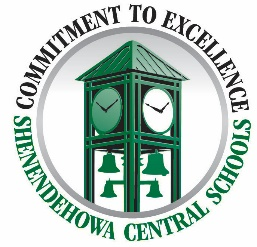 COMMITMENT TO EXCELLENCE
SHENENDEHOWA CENTRAL SCHOOLS